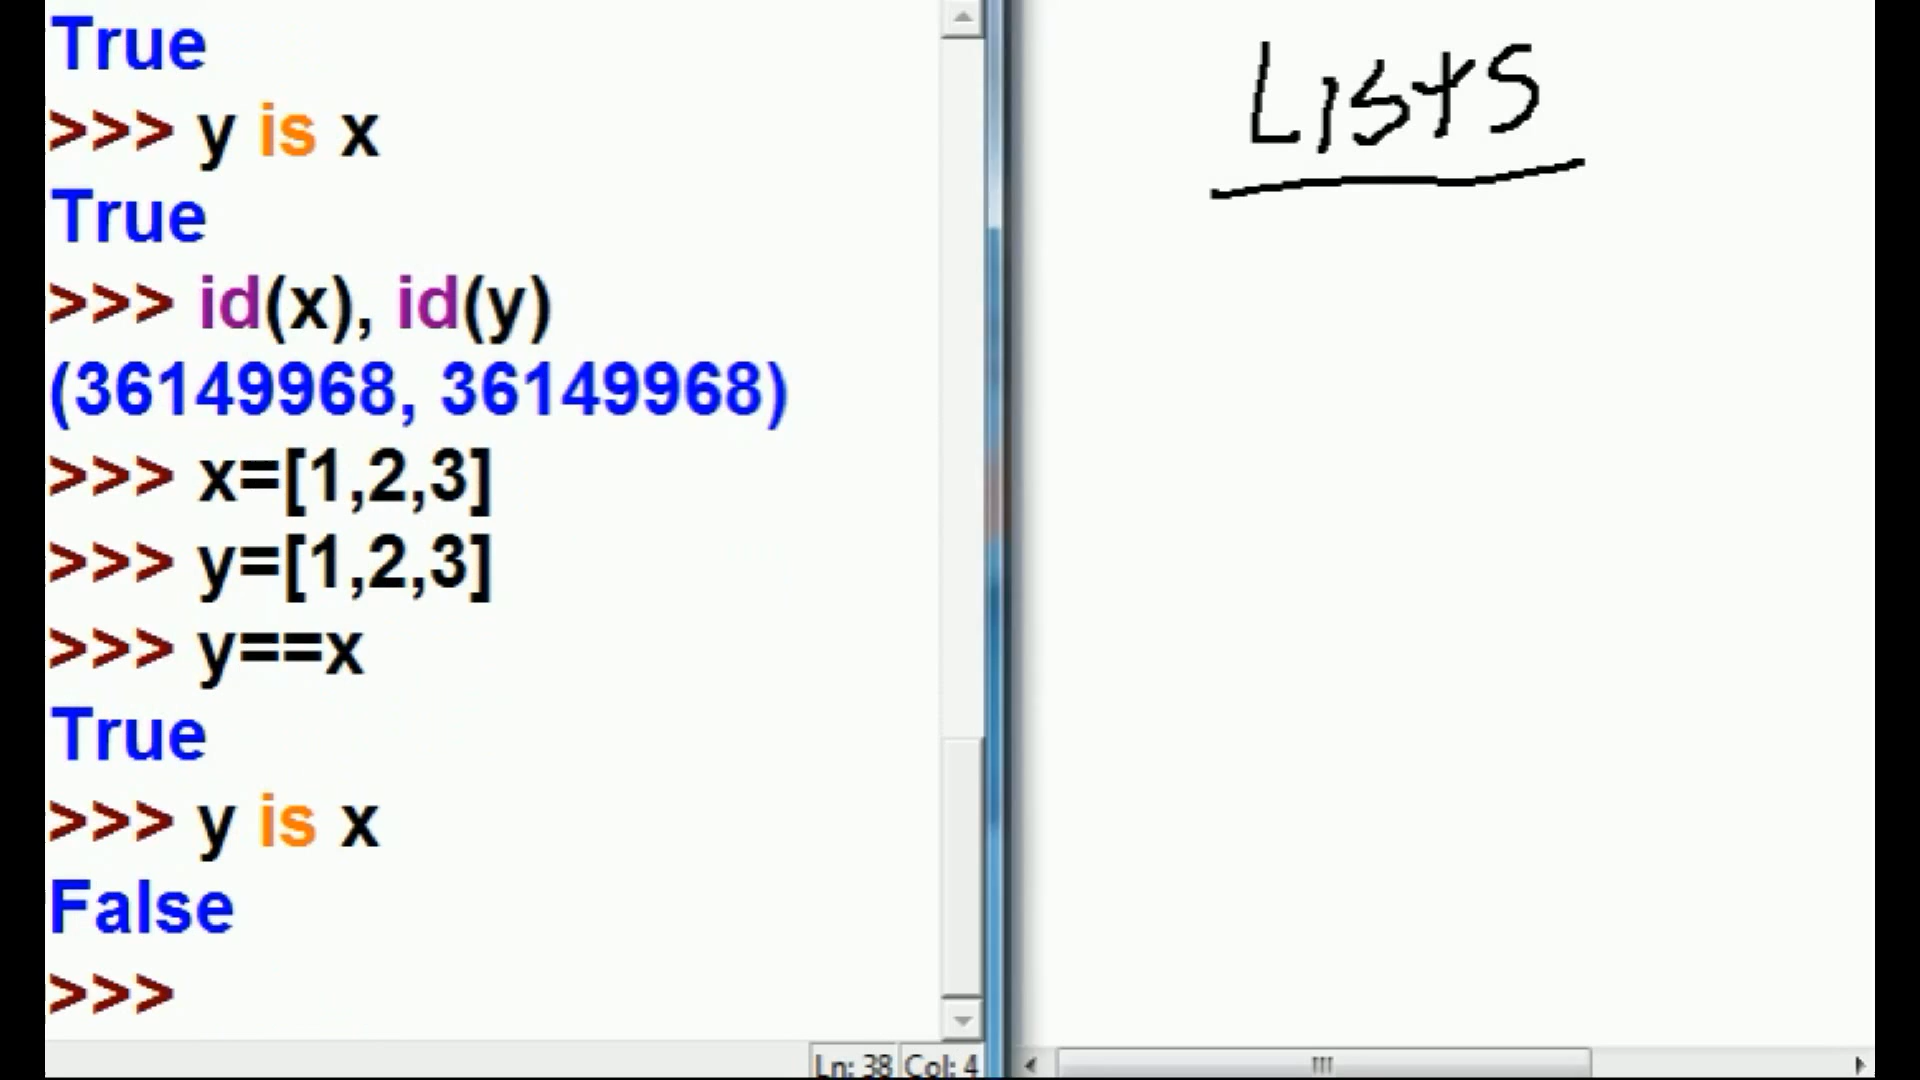 True
>>> y is x
True
>>> id(x), id(y)
(36149968, 36149968)
>>> x=[1,2,3]
>>> y=[1,2,3]
>>> y==x
True
>>> y is x
False
>>>
Ln: 38 Col: 4
Lists